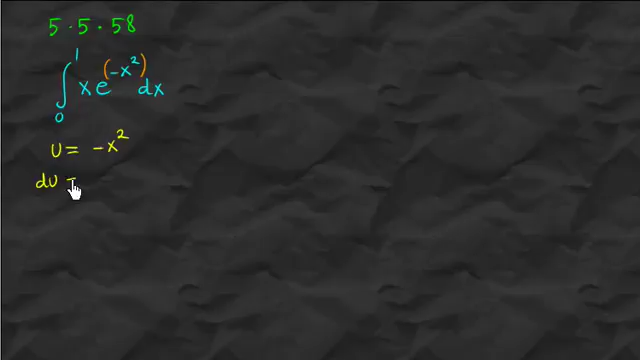 5 · 5 · 58
∫₀¹ x e^(-x²) dx
u = -x²
du -